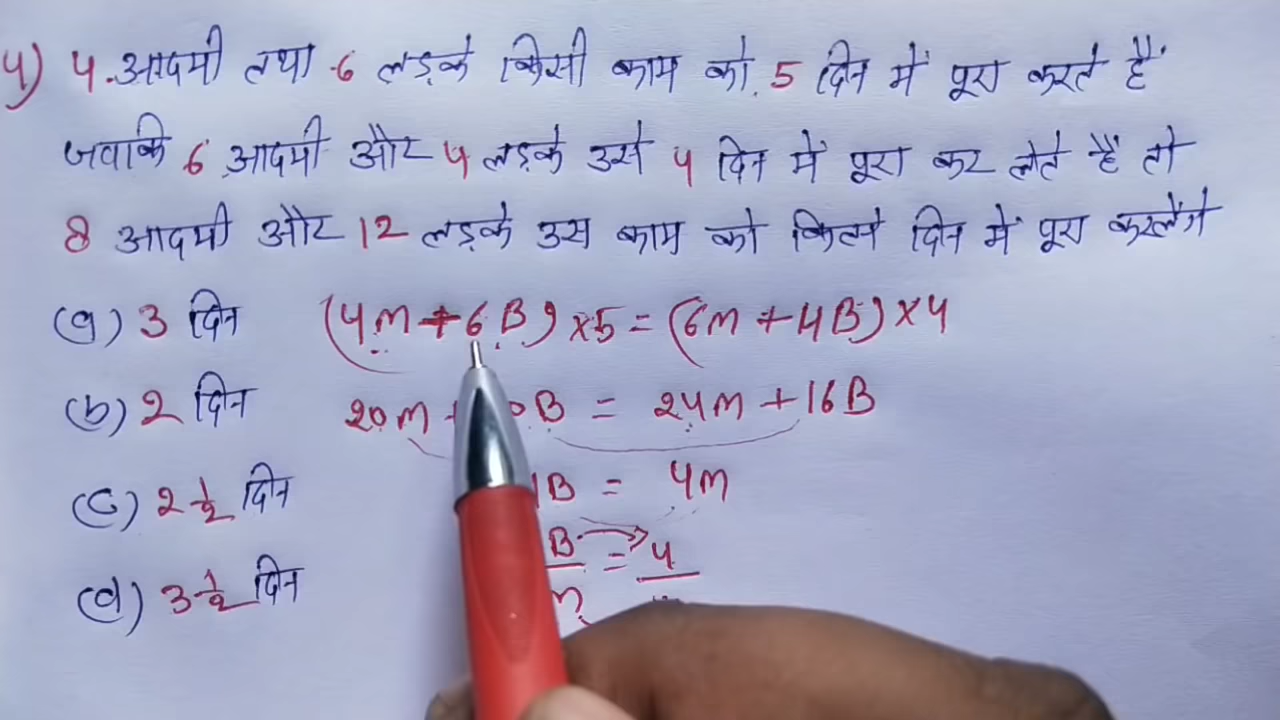 4) 4 आदमी तथा 6 लड़के किसी काम को 5 दिन में पूरा करते हैं
जबकि 6 आदमी और 4 लड़के उसे 4 दिन में पूरा कर लेते हैं तो
8 आदमी और 12 लड़के उस काम को कितने दिन में पूरा करलेंगे
(a) 3 दिन (4M + 6B) × 5 = (6M + 4B) × 4
(b) 2 दिन 20M + B = 24M + 16B
(c) 2 1/2 दिन B = 4M
(d) 3 1/2 दिन B/M = 4